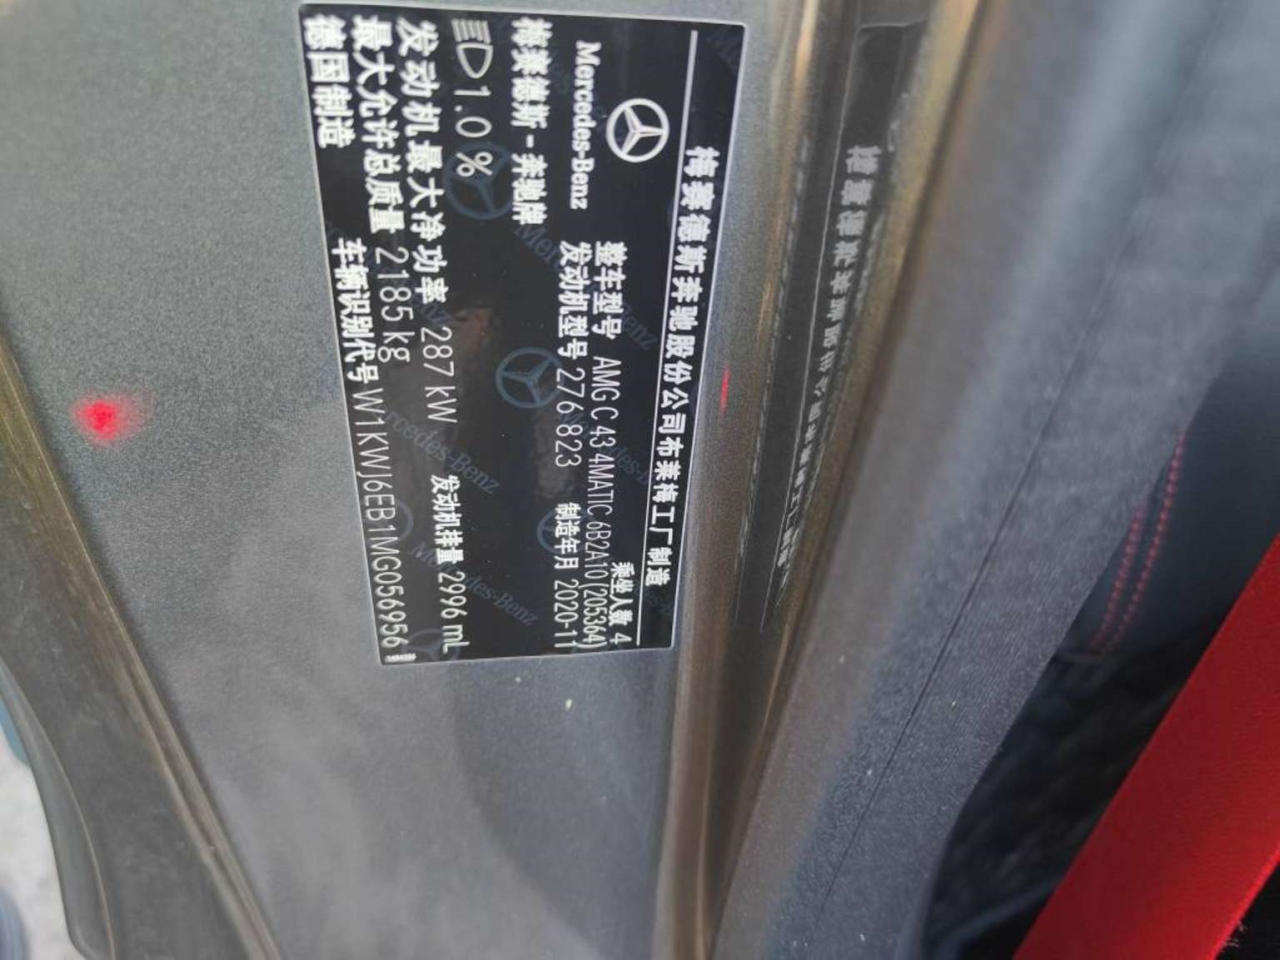 梅赛德斯奔驰股份公司布莱梅工厂制造
Mercedes-Benz
乘坐人数 4
整车型号 AMG C 43 4MATIC 6B2A10 (205364)
发动机型号 276823
制造年月 2020-11
梅赛德斯-奔驰牌
1.0%
发动机最大净功率 287 kW
发动机排量 2996 mL
最大允许总质量 2185 kg
德国制造
车辆识别代号 W1KWJ6EB1MG056956